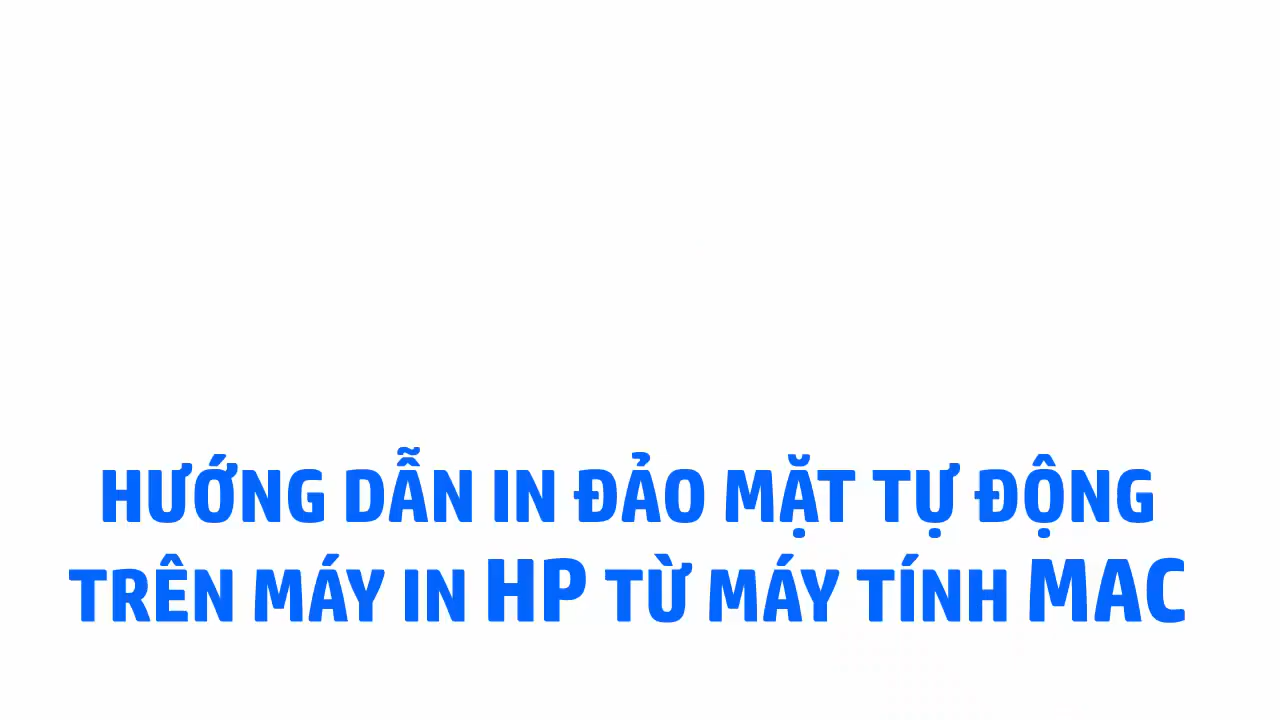 HƯỚNG DẪN IN ĐẢO MẶT TỰ ĐỘNG
TRÊN MÁY IN HP TỪ MÁY TÍNH MAC